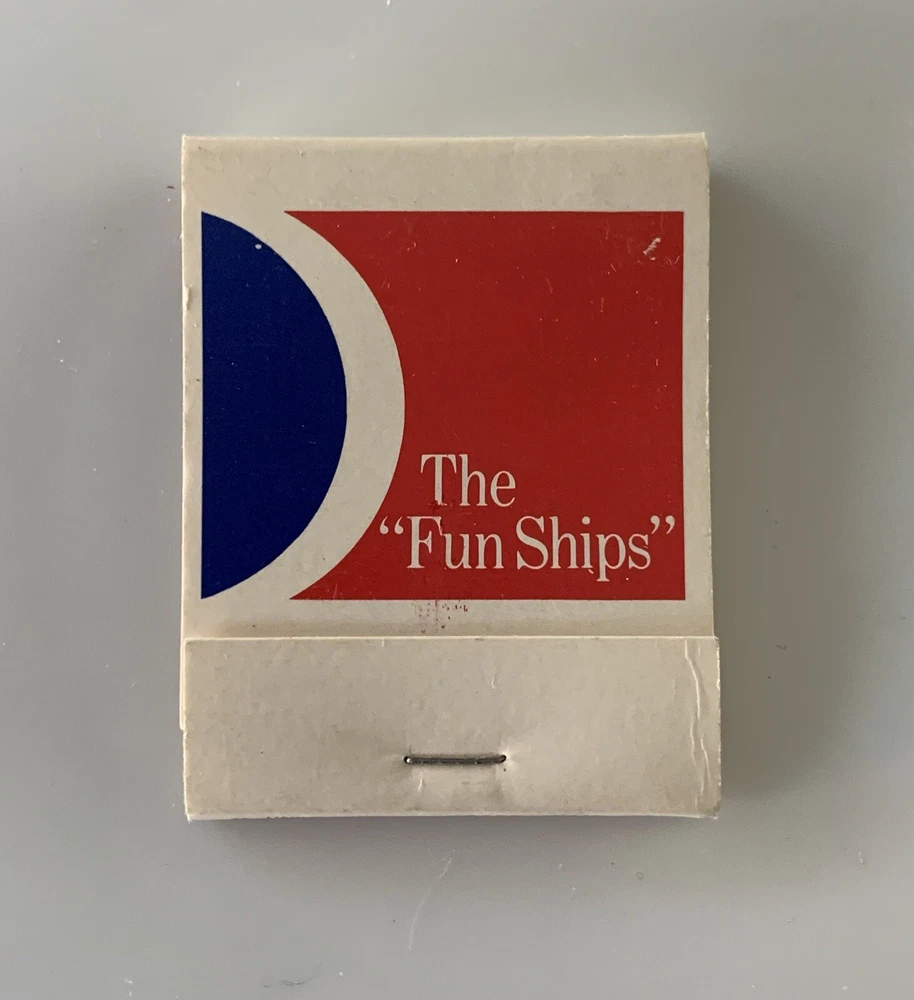 The
“Fun Ships”